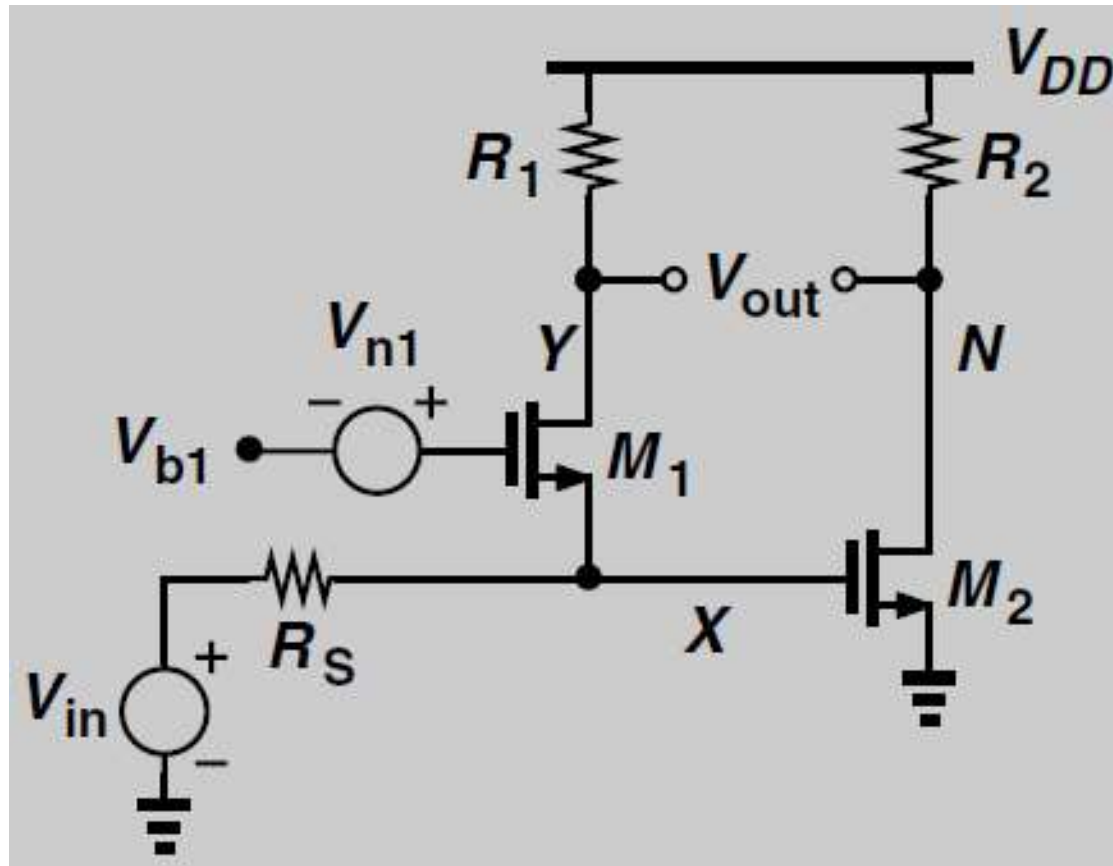 V_DD
R_1
R_2
V_out
V_n1
Y
N
− +
V_b1
M_1
M_2
R_S
X
+
V_in
−